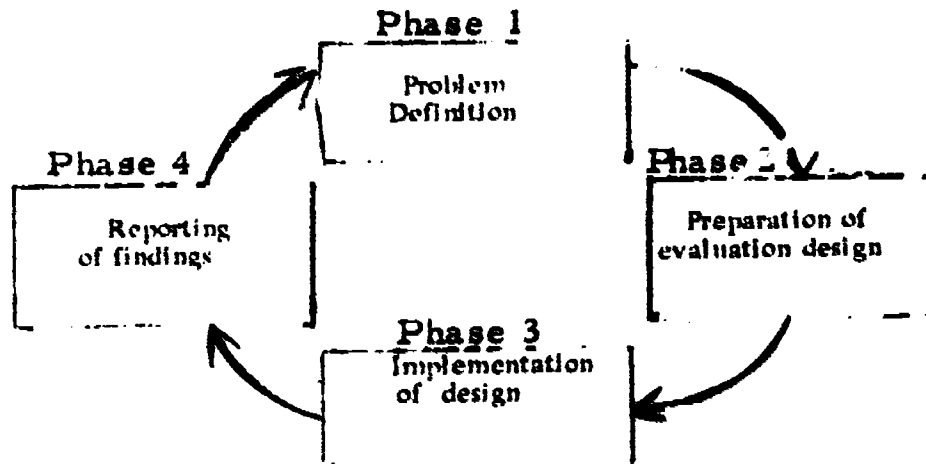 Phase 1
Problem
Definition
Phase 2
Preparation of
evaluation design
Phase 3
Implementation
of design
Phase 4
Reporting
of findings